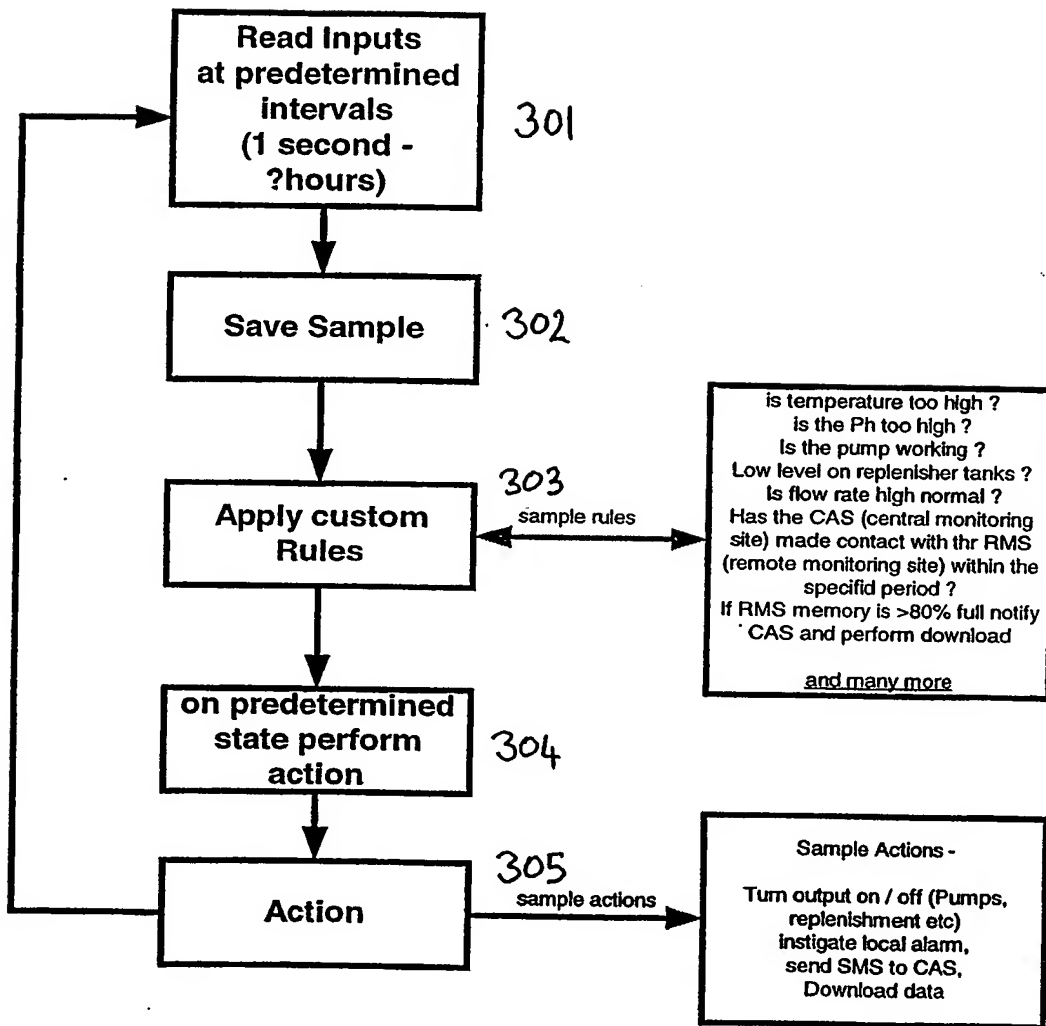 Read Inputs
at predetermined
intervals
(1 second -
?hours)
301
Save Sample
302
Apply custom
Rules
303
sample rules
is temperature too high ?
is the Ph too high ?
Is the pump working ?
Low level on replenisher tanks ?
Is flow rate high normal ?
Has the CAS (central monitoring
site) made contact with thr RMS
(remote monitoring site) within the
specifid period ?
If RMS memory is >80% full notify
CAS and perform download
and many more
on predetermined
state perform
action
304
Action
305
sample actions
Sample Actions -
Turn output on / off (Pumps,
replenishment etc)
instigate local alarm,
send SMS to CAS,
Download data